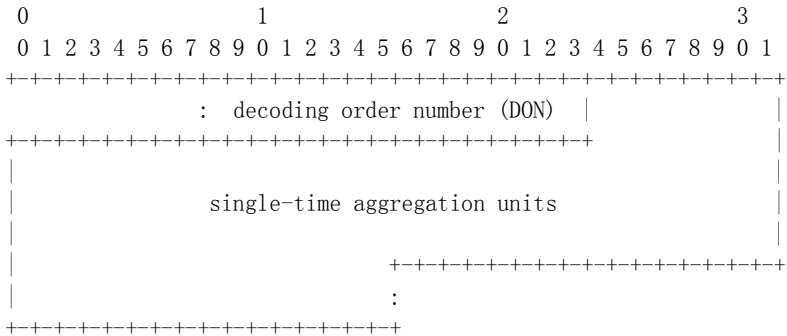 0                   1                   2                   3
0 1 2 3 4 5 6 7 8 9 0 1 2 3 4 5 6 7 8 9 0 1 2 3 4 5 6 7 8 9 0 1
+-+-+-+-+-+-+-+-+-+-+-+-+-+-+-+-+-+-+-+-+-+-+-+-+-+-+-+-+-+-+-+-+
                :  decoding order number (DON)  |               |
+-+-+-+-+-+-+-+-+-+-+-+-+-+-+-+-+-+-+-+-+-+-+-+-+               |
|                                                               |
|                single-time aggregation units                  |
|                                                               |
|                               +-+-+-+-+-+-+-+-+-+-+-+-+-+-+-+-+
|                               :
+-+-+-+-+-+-+-+-+-+-+-+-+-+-+-+-+